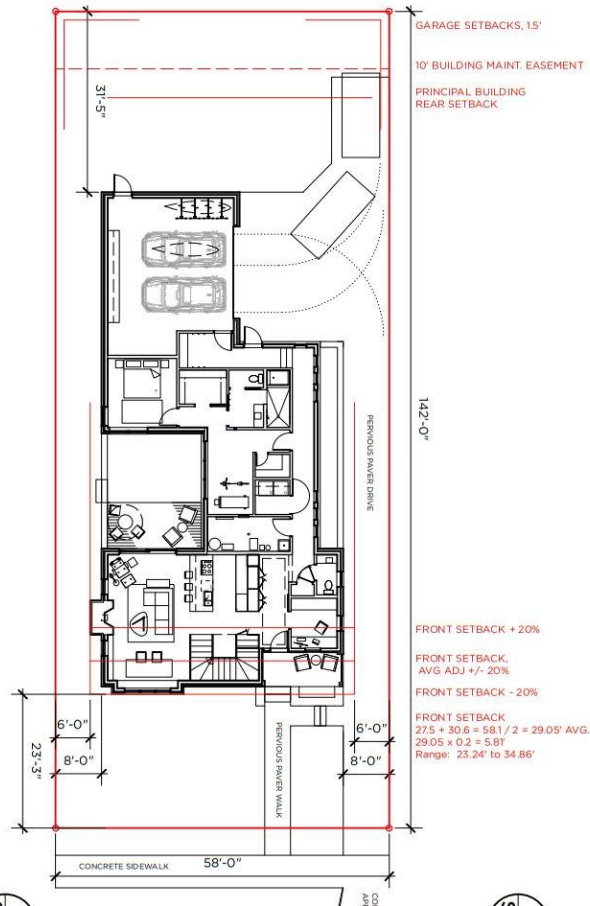 GARAGE SETBACKS, 1.5'
10' BUILDING MAINT. EASEMENT
PRINCIPAL BUILDING
REAR SETBACK
31'-5"
142'-0"
PERVIOUS PAVER DRIVE
FRONT SETBACK + 20%
FRONT SETBACK,
AVG ADJ +/- 20%
FRONT SETBACK - 20%
FRONT SETBACK
27.5 + 30.6 = 58.1 / 2 = 29.05' AVG.
29.05 x 0.2 = 5.81'
Range: 23.24' to 34.86'
6'-0"
6'-0"
8'-0"
8'-0"
23'-3"
PERVIOUS PAVER WALK
CONCRETE SIDEWALK
58'-0"